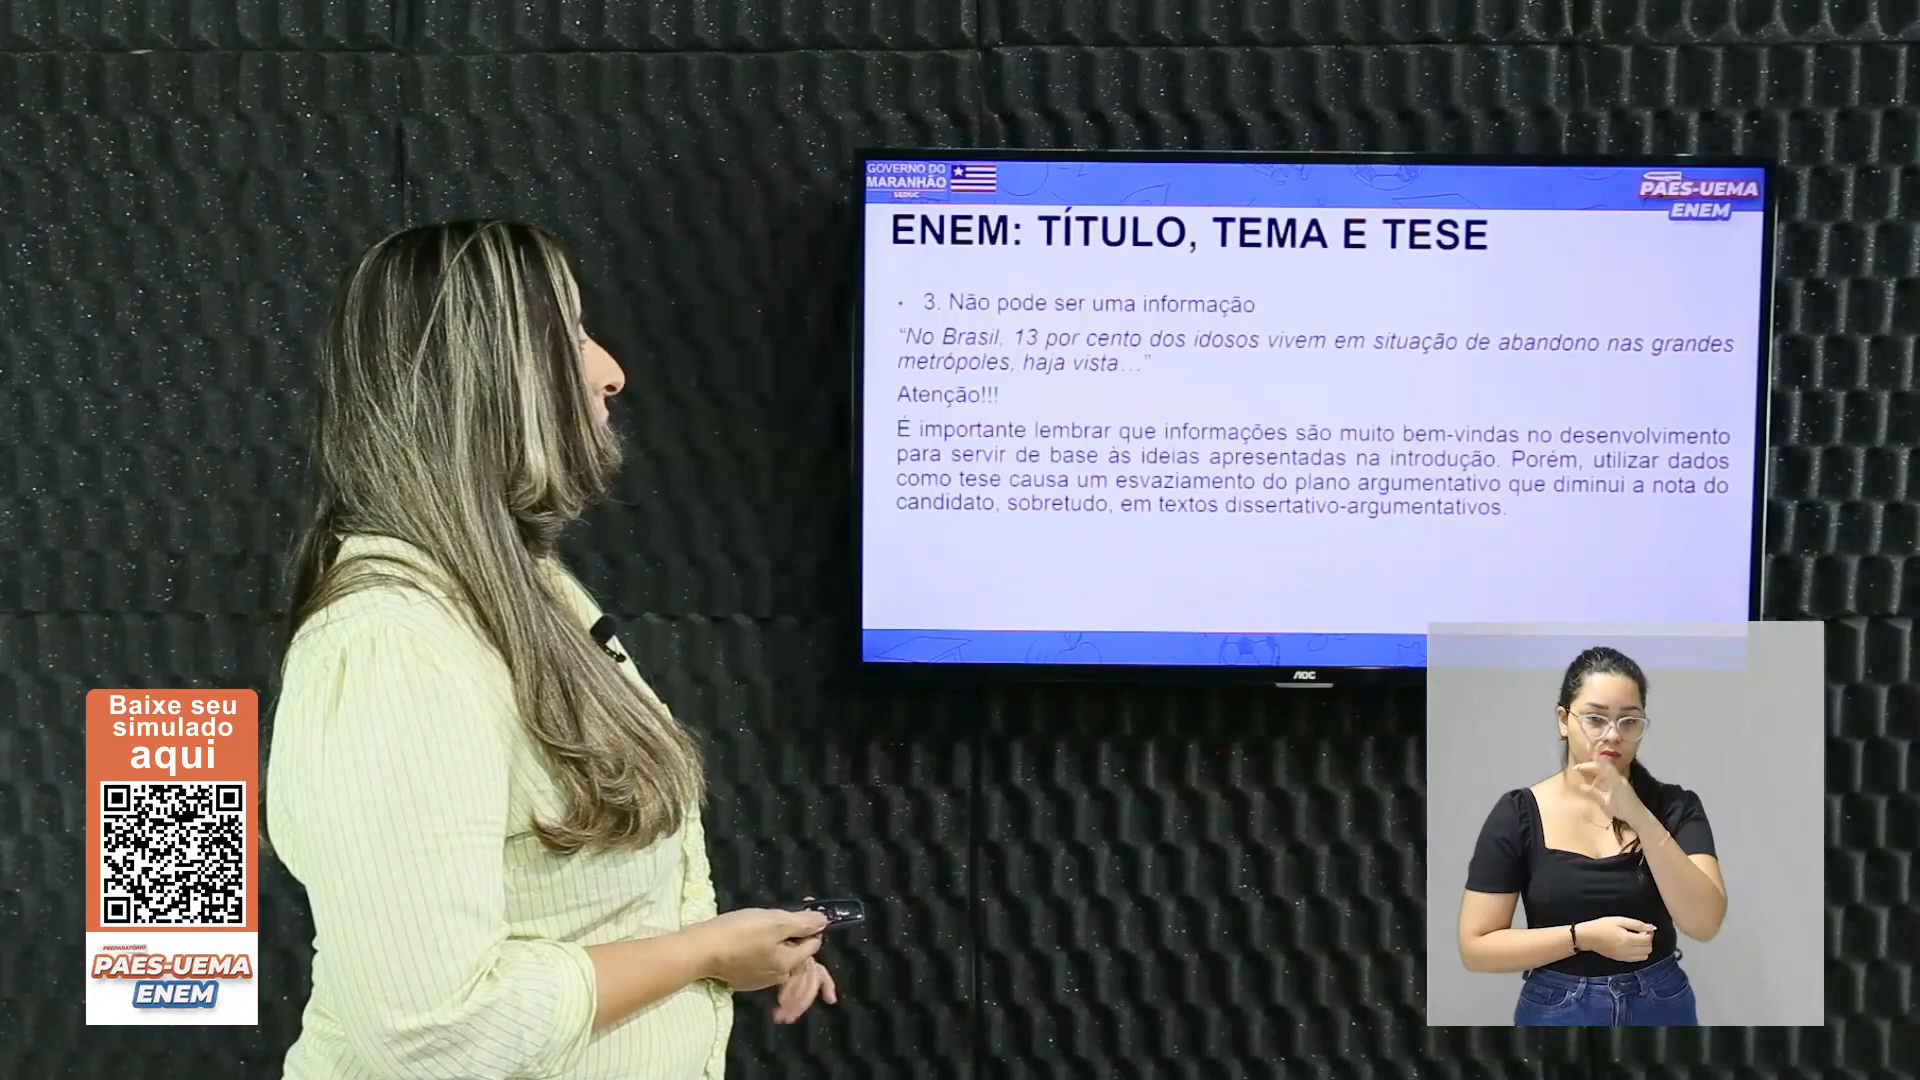 GOVERNO DO
MARANHÃO
SEDUC
PAES-UEMA
ENEM
ENEM: TÍTULO, TEMA E TESE
• 3. Não pode ser uma informação
“No Brasil, 13 por cento dos idosos vivem em situação de abandono nas grandes
metrópoles, haja vista…”
Atenção!!!
É importante lembrar que informações são muito bem-vindas no desenvolvimento
para servir de base às ideias apresentadas na introdução. Porém, utilizar dados
como tese causa um esvaziamento do plano argumentativo que diminui a nota do
candidato, sobretudo, em textos dissertativo-argumentativos.
AOC
Baixe seu
simulado
aqui
PREPARATÓRIO
PAES-UEMA
ENEM